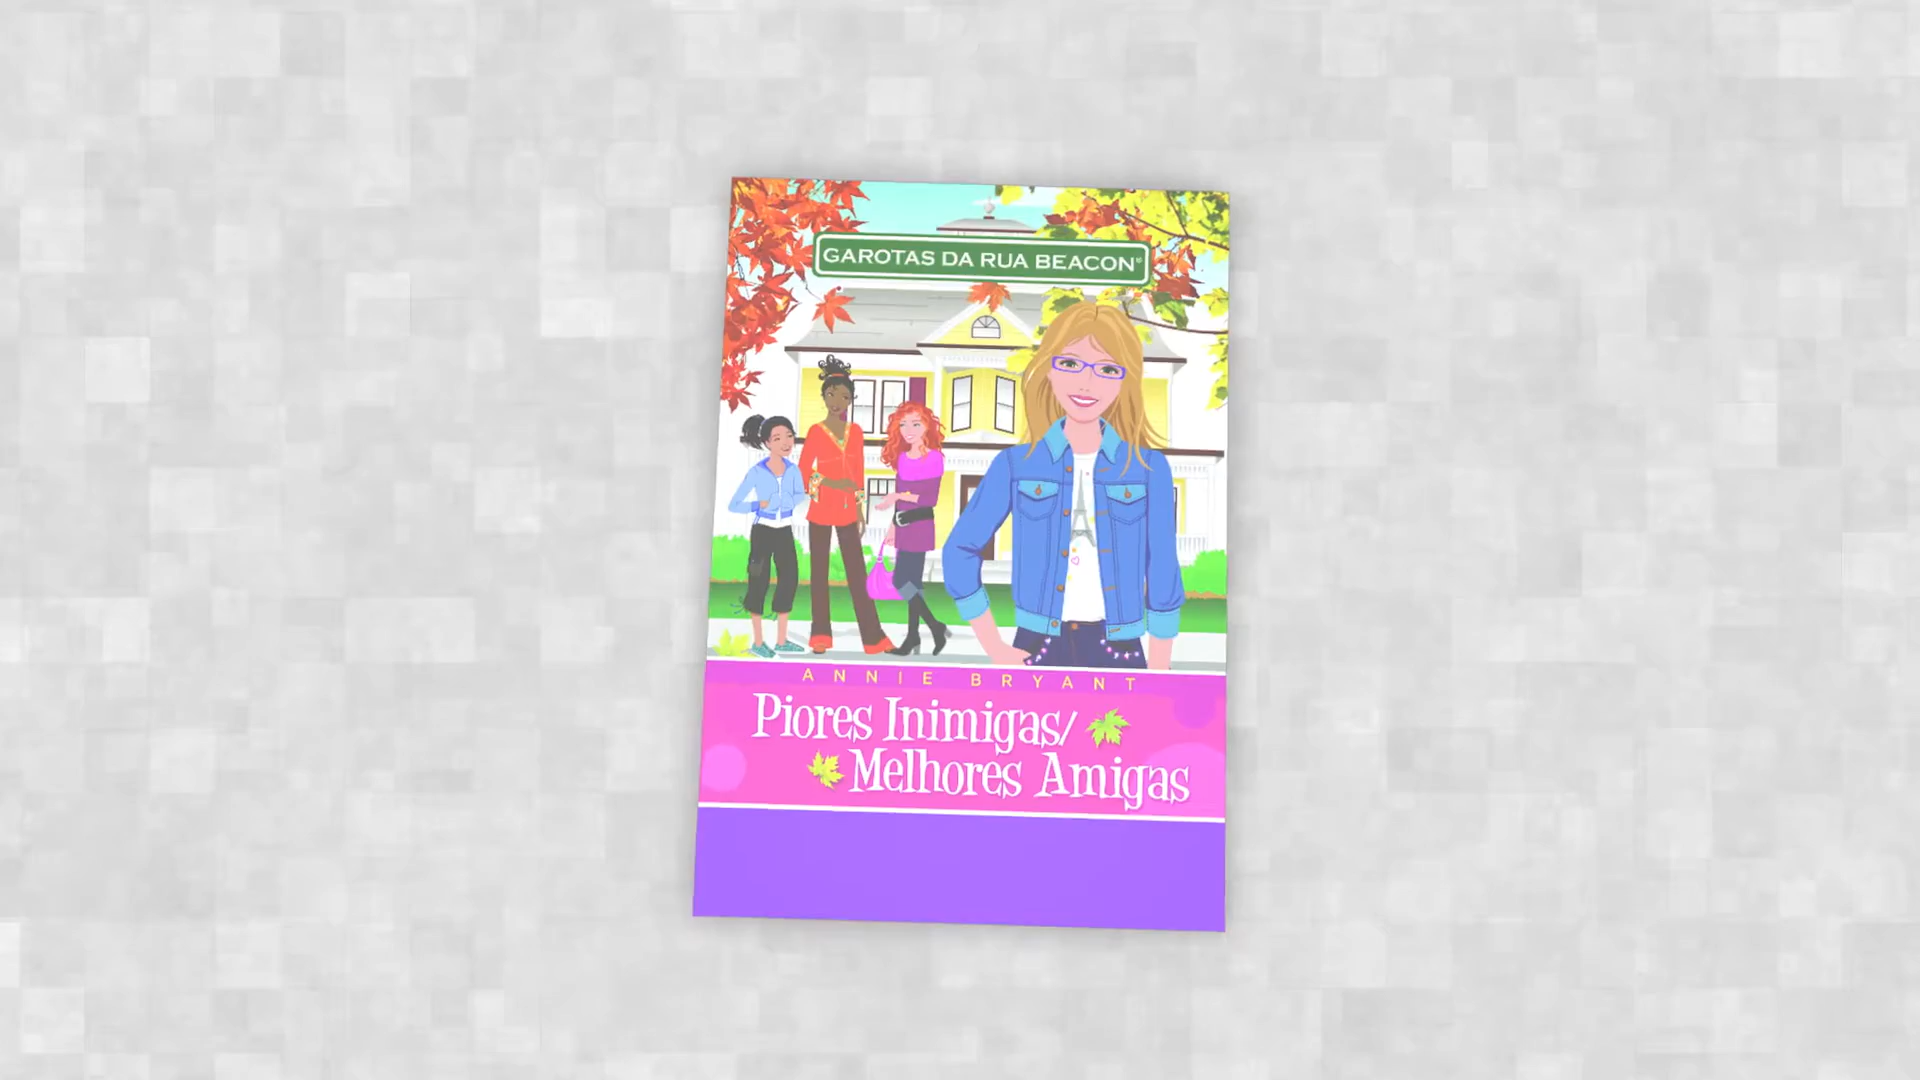 GAROTAS DA RUA BEACON®
ANNIE BRYANT
Piores Inimigas/
Melhores Amigas